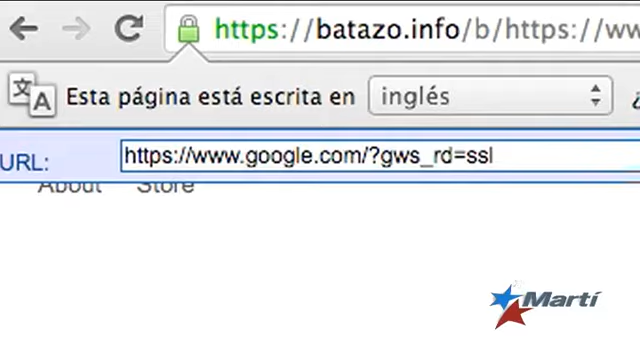 https://batazo.info/b/https://ww
文 A Esta página está escrita en inglés ¿
URL: https://www.google.com/?gws_rd=ssl
About Store
Martí